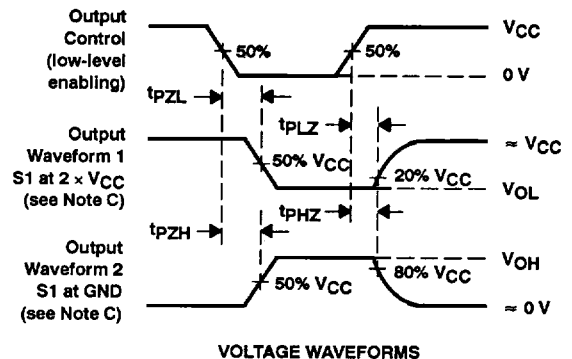 Output
Control
(low-level
enabling)
50%
50%
VCC
0 V
tPZL
tPLZ
Output
Waveform 1
S1 at 2 × VCC
(see Note C)
50% VCC
20% VCC
≈ VCC
VOL
tPZH
tPHZ
Output
Waveform 2
S1 at GND
(see Note C)
50% VCC
80% VCC
VOH
≈ 0 V
VOLTAGE WAVEFORMS